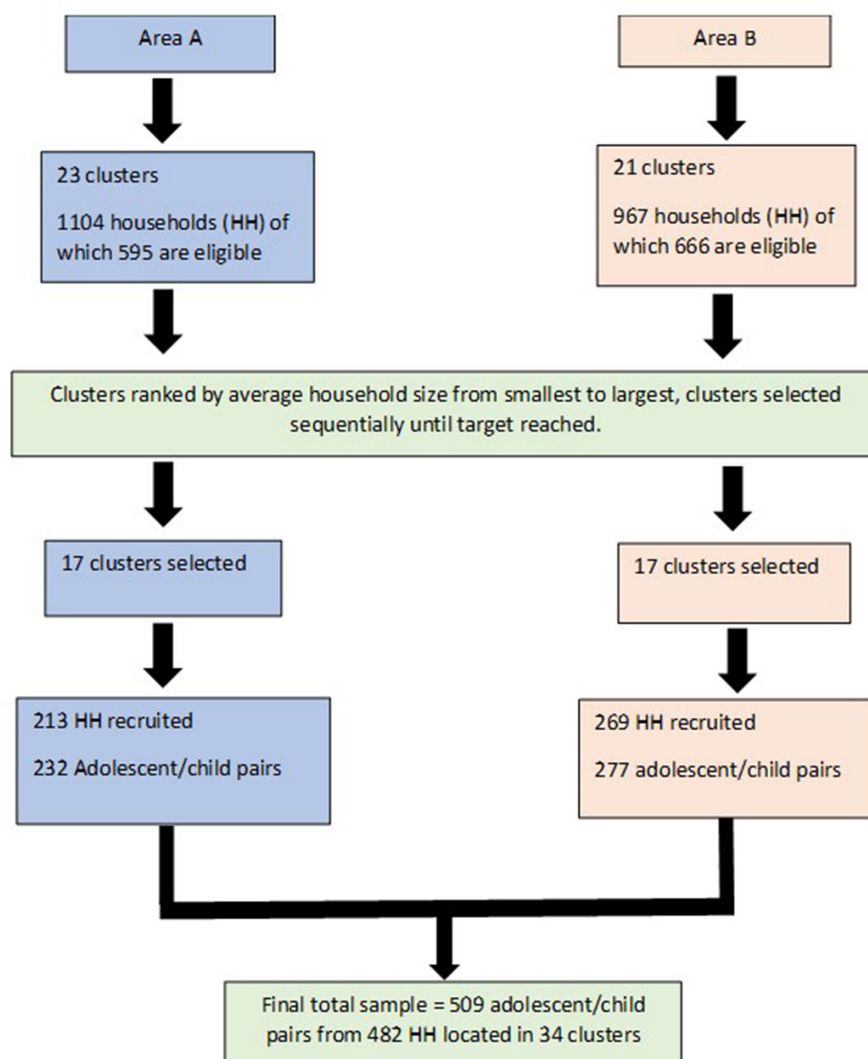 Area A
Area B
23 clusters
1104 households (HH) of
which 595 are eligible
21 clusters
967 households (HH) of
which 666 are eligible
Clusters ranked by average household size from smallest to largest, clusters selected
sequentially until target reached.
17 clusters selected
17 clusters selected
213 HH recruited
232 Adolescent/child pairs
269 HH recruited
277 adolescent/child pairs
Final total sample = 509 adolescent/child
pairs from 482 HH located in 34 clusters